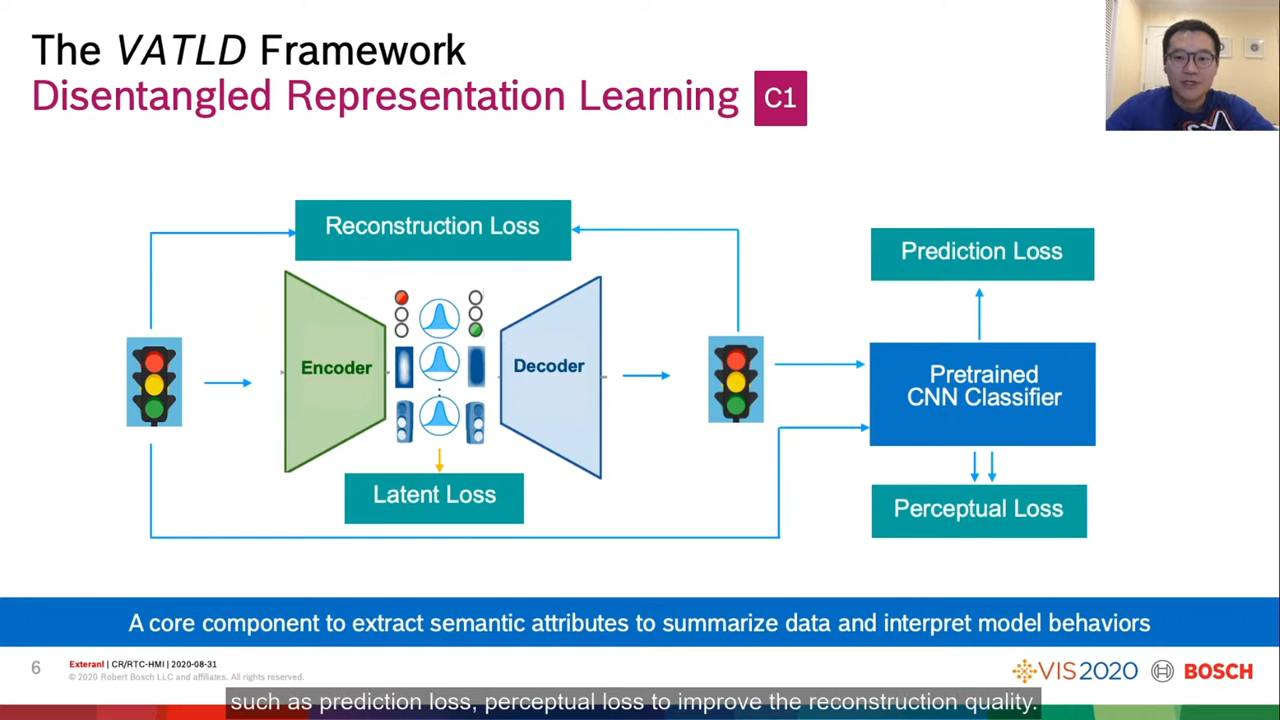 The VATLD Framework
Disentangled Representation Learning
C1
Reconstruction Loss
Prediction Loss
Encoder
Decoder
Pretrained
CNN Classifier
Latent Loss
Perceptual Loss
A core component to extract semantic attributes to summarize data and interpret model behaviors
6
Exteranl | CR/RTC-HMI | 2020-08-31
© 2020 Robert Bosch LLC and affiliates. All rights reserved.
VIS2020
BOSCH
such as prediction loss, perceptual loss to improve the reconstruction quality.